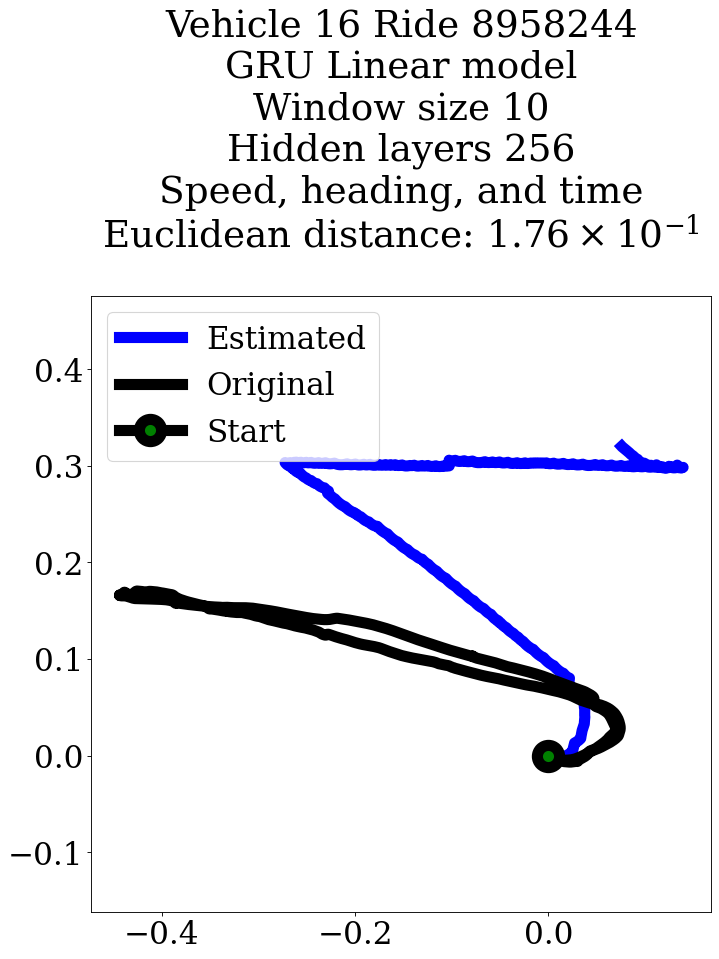 Vehicle 16 Ride 8958244
GRU Linear model
Window size 10
Hidden layers 256
Speed, heading, and time
Euclidean distance: 1.76 × 10⁻¹
Estimated
Original
Start
0.4
0.3
0.2
0.1
0.0
−0.1
−0.4
−0.2
0.0